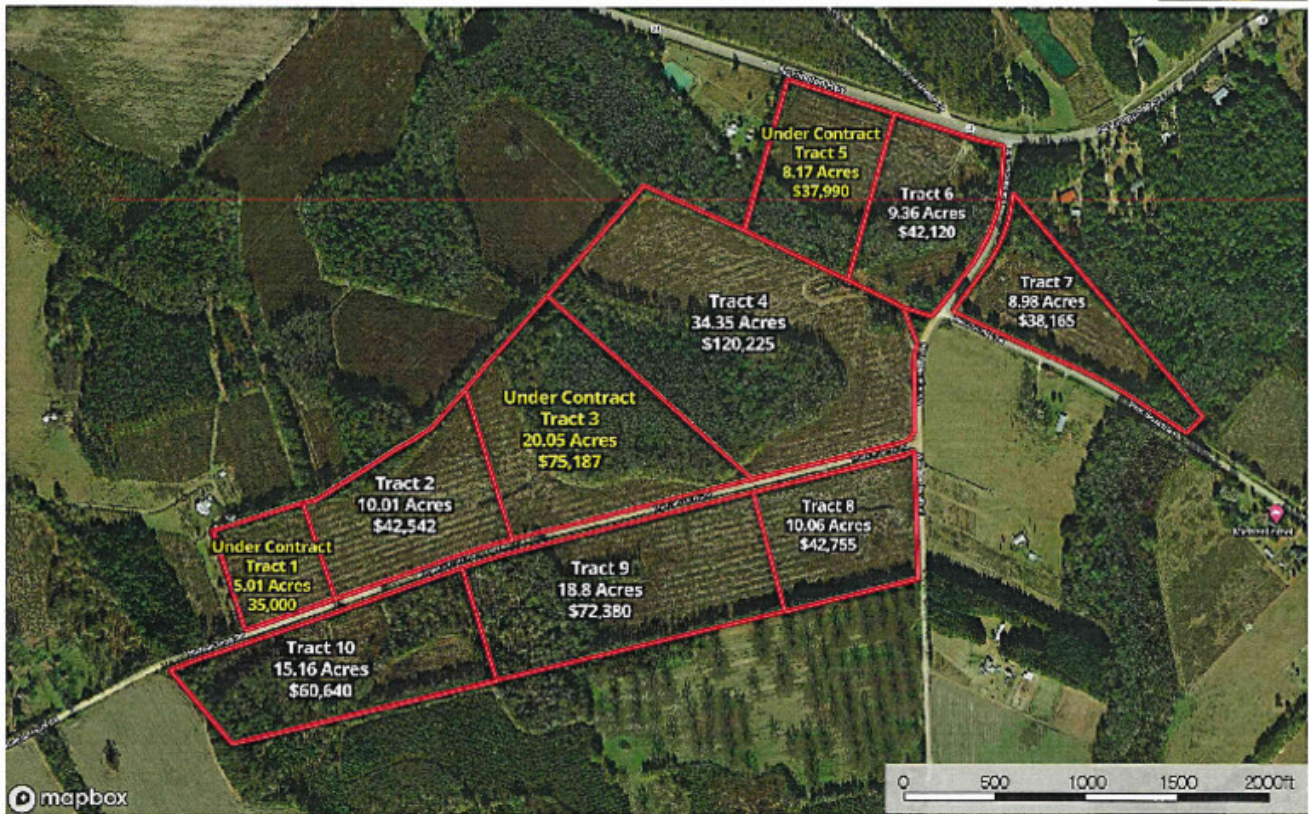 Under Contract
Tract 5
8.17 Acres
$37,990
Tract 6
9.36 Acres
$42,120
Tract 7
8.98 Acres
$38,165
Tract 4
34.35 Acres
$120,225
Under Contract
Tract 3
20.05 Acres
$75,187
Tract 2
10.01 Acres
$42,542
Under Contract
Tract 1
5.01 Acres
35,000
Tract 8
10.06 Acres
$42,755
Tract 9
18.8 Acres
$72,380
Tract 10
15.16 Acres
$60,640
mapbox
0 500 1000 1500 2000ft